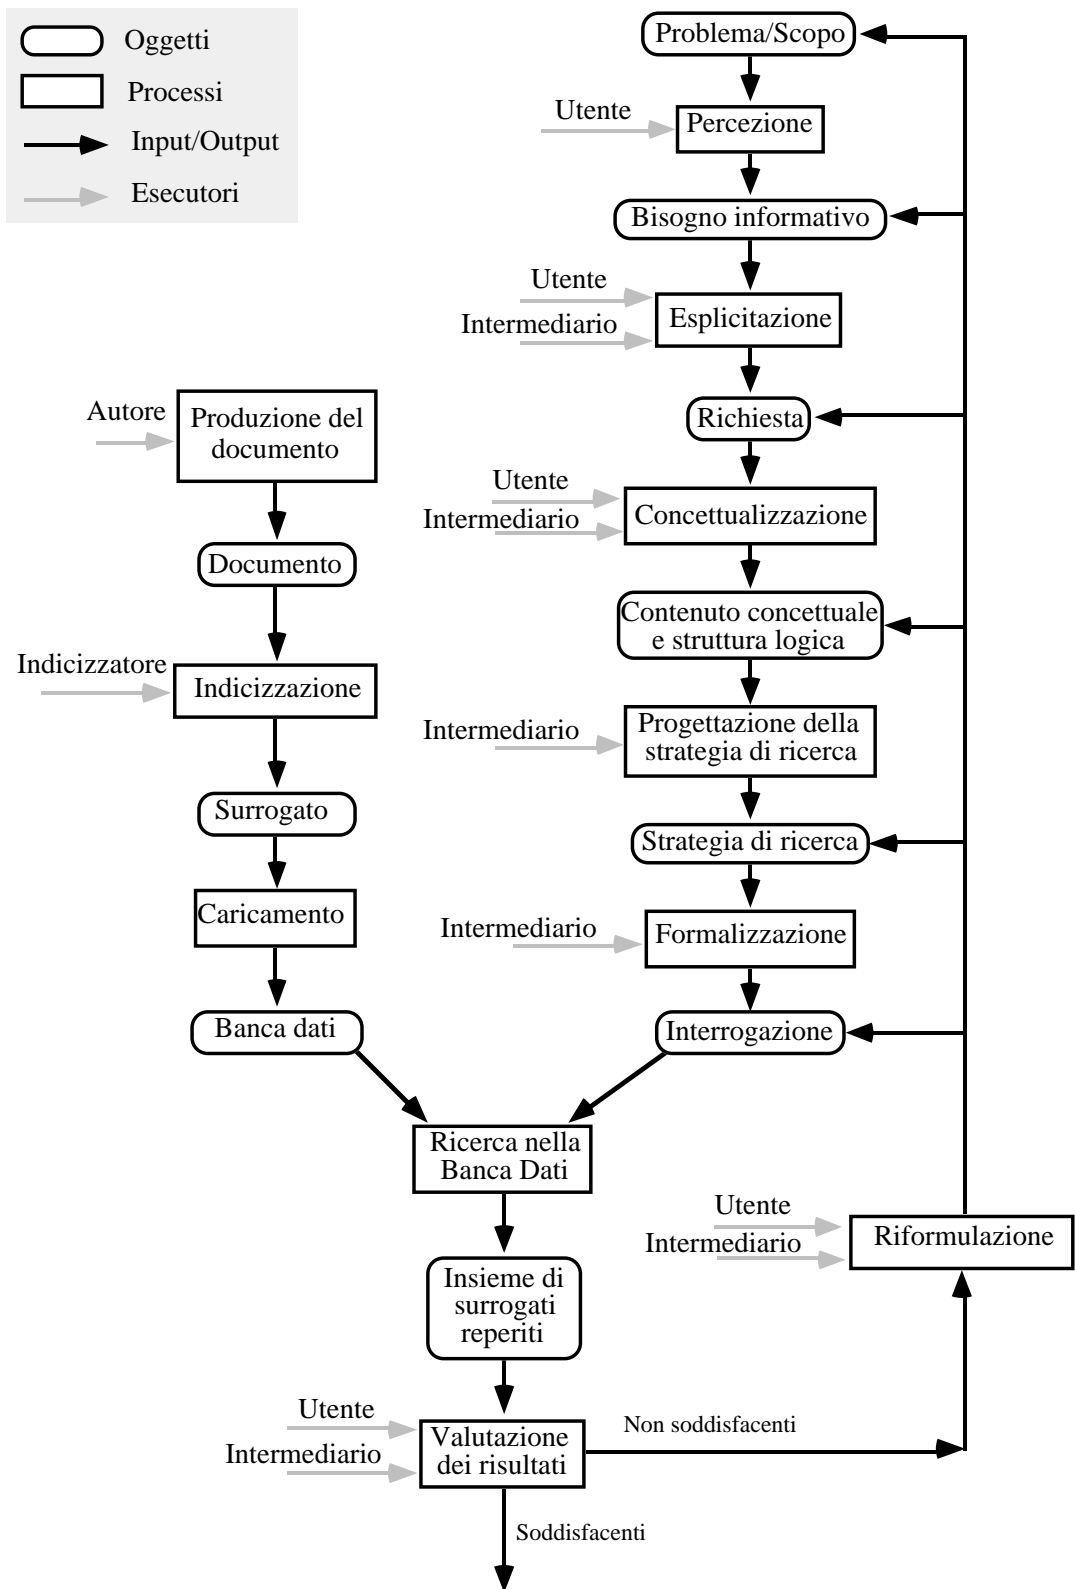 Oggetti
Processi
Input/Output
Esecutori
Problema/Scopo
Utente
Percezione
Bisogno informativo
Utente
Intermediario
Esplicitazione
Richiesta
Utente
Intermediario
Concettualizzazione
Contenuto concettuale
e struttura logica
Intermediario
Progettazione della
strategia di ricerca
Strategia di ricerca
Intermediario
Formalizzazione
Interrogazione
Autore
Produzione del
documento
Documento
Indicizzatore
Indicizzazione
Surrogato
Caricamento
Banca dati
Ricerca nella
Banca Dati
Utente
Intermediario
Riformulazione
Insieme di
surrogati
reperiti
Utente
Intermediario
Valutazione
dei risultati
Non soddisfacenti
Soddisfacenti